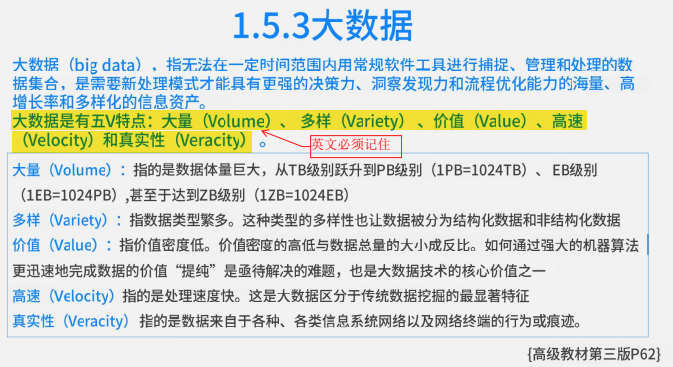 1.5.3大数据
大数据（big data），指无法在一定时间范围内用常规软件工具进行捕捉、管理和处理的数
据集合，是需要新处理模式才能具有更强的决策力、洞察发现力和流程优化能力的海量、高
增长率和多样化的信息资产。
大数据是有五V特点：大量（Volume）、 多样（Variety） 、价值（Value）、高速
（Velocity）和真实性（Veracity） 。
英文必须记住
大量（Volume）：指的是数据体量巨大，从TB级别跃升到PB级别（1PB=1024TB）、EB级别
（1EB=1024PB）,甚至于达到ZB级别（1ZB=1024EB）
多样（Variety）：指数据类型繁多。这种类型的多样性也让数据被分为结构化数据和非结构化数据
价值（Value）：指价值密度低。价值密度的高低与数据总量的大小成反比。如何通过强大的机器算法
更迅速地完成数据的价值“提纯”是亟待解决的难题，也是大数据技术的核心价值之一
高速（Velocity）指的是处理速度快。这是大数据区分于传统数据挖掘的最显著特征
真实性（Veracity）指的是数据来自于各种、各类信息系统网络以及网络终端的行为或痕迹。
{高级教材第三版P62}